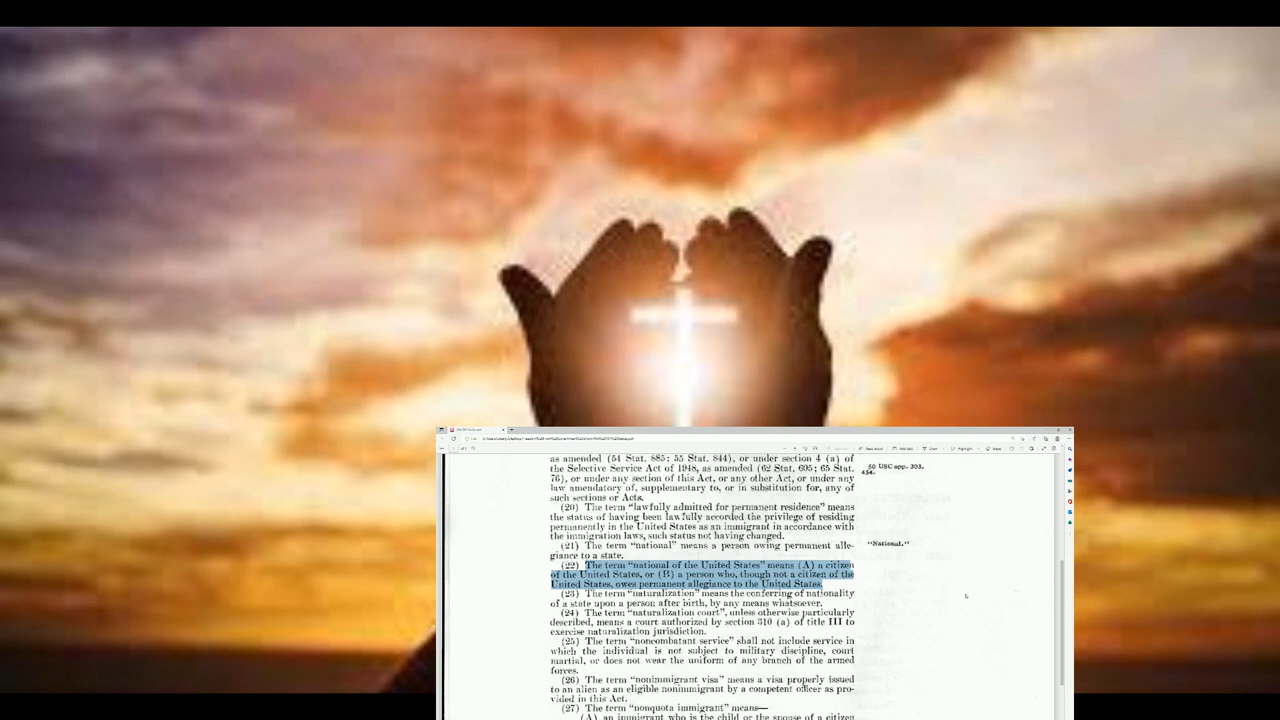 as amended (54 Stat. 885; 55 Stat. 844), or under section 4 (a) of
the Selective Service Act of 1948, as amended (62 Stat. 605; 65 Stat.
76), or under any section of this Act, or any other Act, or under any
law amendatory of, supplementary to, or in substitution for, any of
such sections or Acts.
50 USC app. 303,
454.
(20) The term "lawfully admitted for permanent residence" means
the status of having been lawfully accorded the privilege of residing
permanently in the United States as an immigrant in accordance with
the immigration laws, such status not having changed.
(21) The term "national" means a person owing permanent alle-
giance to a state.
"National."
(22) The term "national of the United States" means (A) a citizen
of the United States, or (B) a person who, though not a citizen of the
United States, owes permanent allegiance to the United States.
(23) The term "naturalization" means the conferring of nationality
of a state upon a person after birth, by any means whatsoever.
(24) The term "naturalization court", unless otherwise particularly
described, means a court authorized by section 310 (a) of title III to
exercise naturalization jurisdiction.
(25) The term "noncombatant service" shall not include service in
which the individual is not subject to military discipline, court
martial, or does not wear the uniform of any branch of the armed
forces.
(26) The term "nonimmigrant visa" means a visa properly issued
to an alien as an eligible nonimmigrant by a competent officer as pro-
vided in this Act.
(27) The term "nonquota immigrant" means—
(A) an immigrant who is the child or the spouse of a citizen